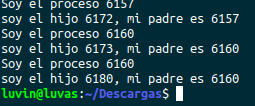 Soy el proceso 6157
soy el hijo 6172, mi padre es 6157
Soy el proceso 6160
soy el hijo 6173, mi padre es 6160
Soy el proceso 6160
soy el hijo 6180, mi padre es 6160
luvin@luvas:~/Descargas$